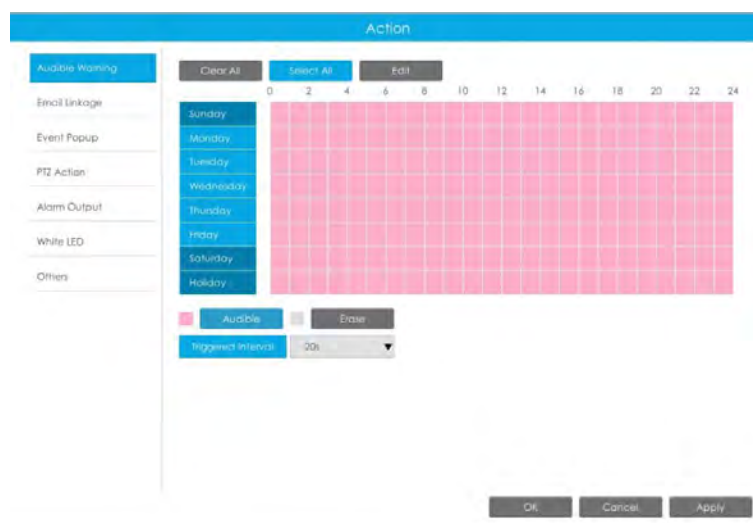 Action
Audible Warning
Email Linkage
Event Popup
PTZ Action
Alarm Output
White LED
Others
Clear All Select All Edit
0 2 4 6 8 10 12 14 16 18 20 22 24
Sunday
Monday
Tuesday
Wednesday
Thursday
Friday
Saturday
Holiday
Audible Erase
Triggered Interval 20s
OK Cancel Apply